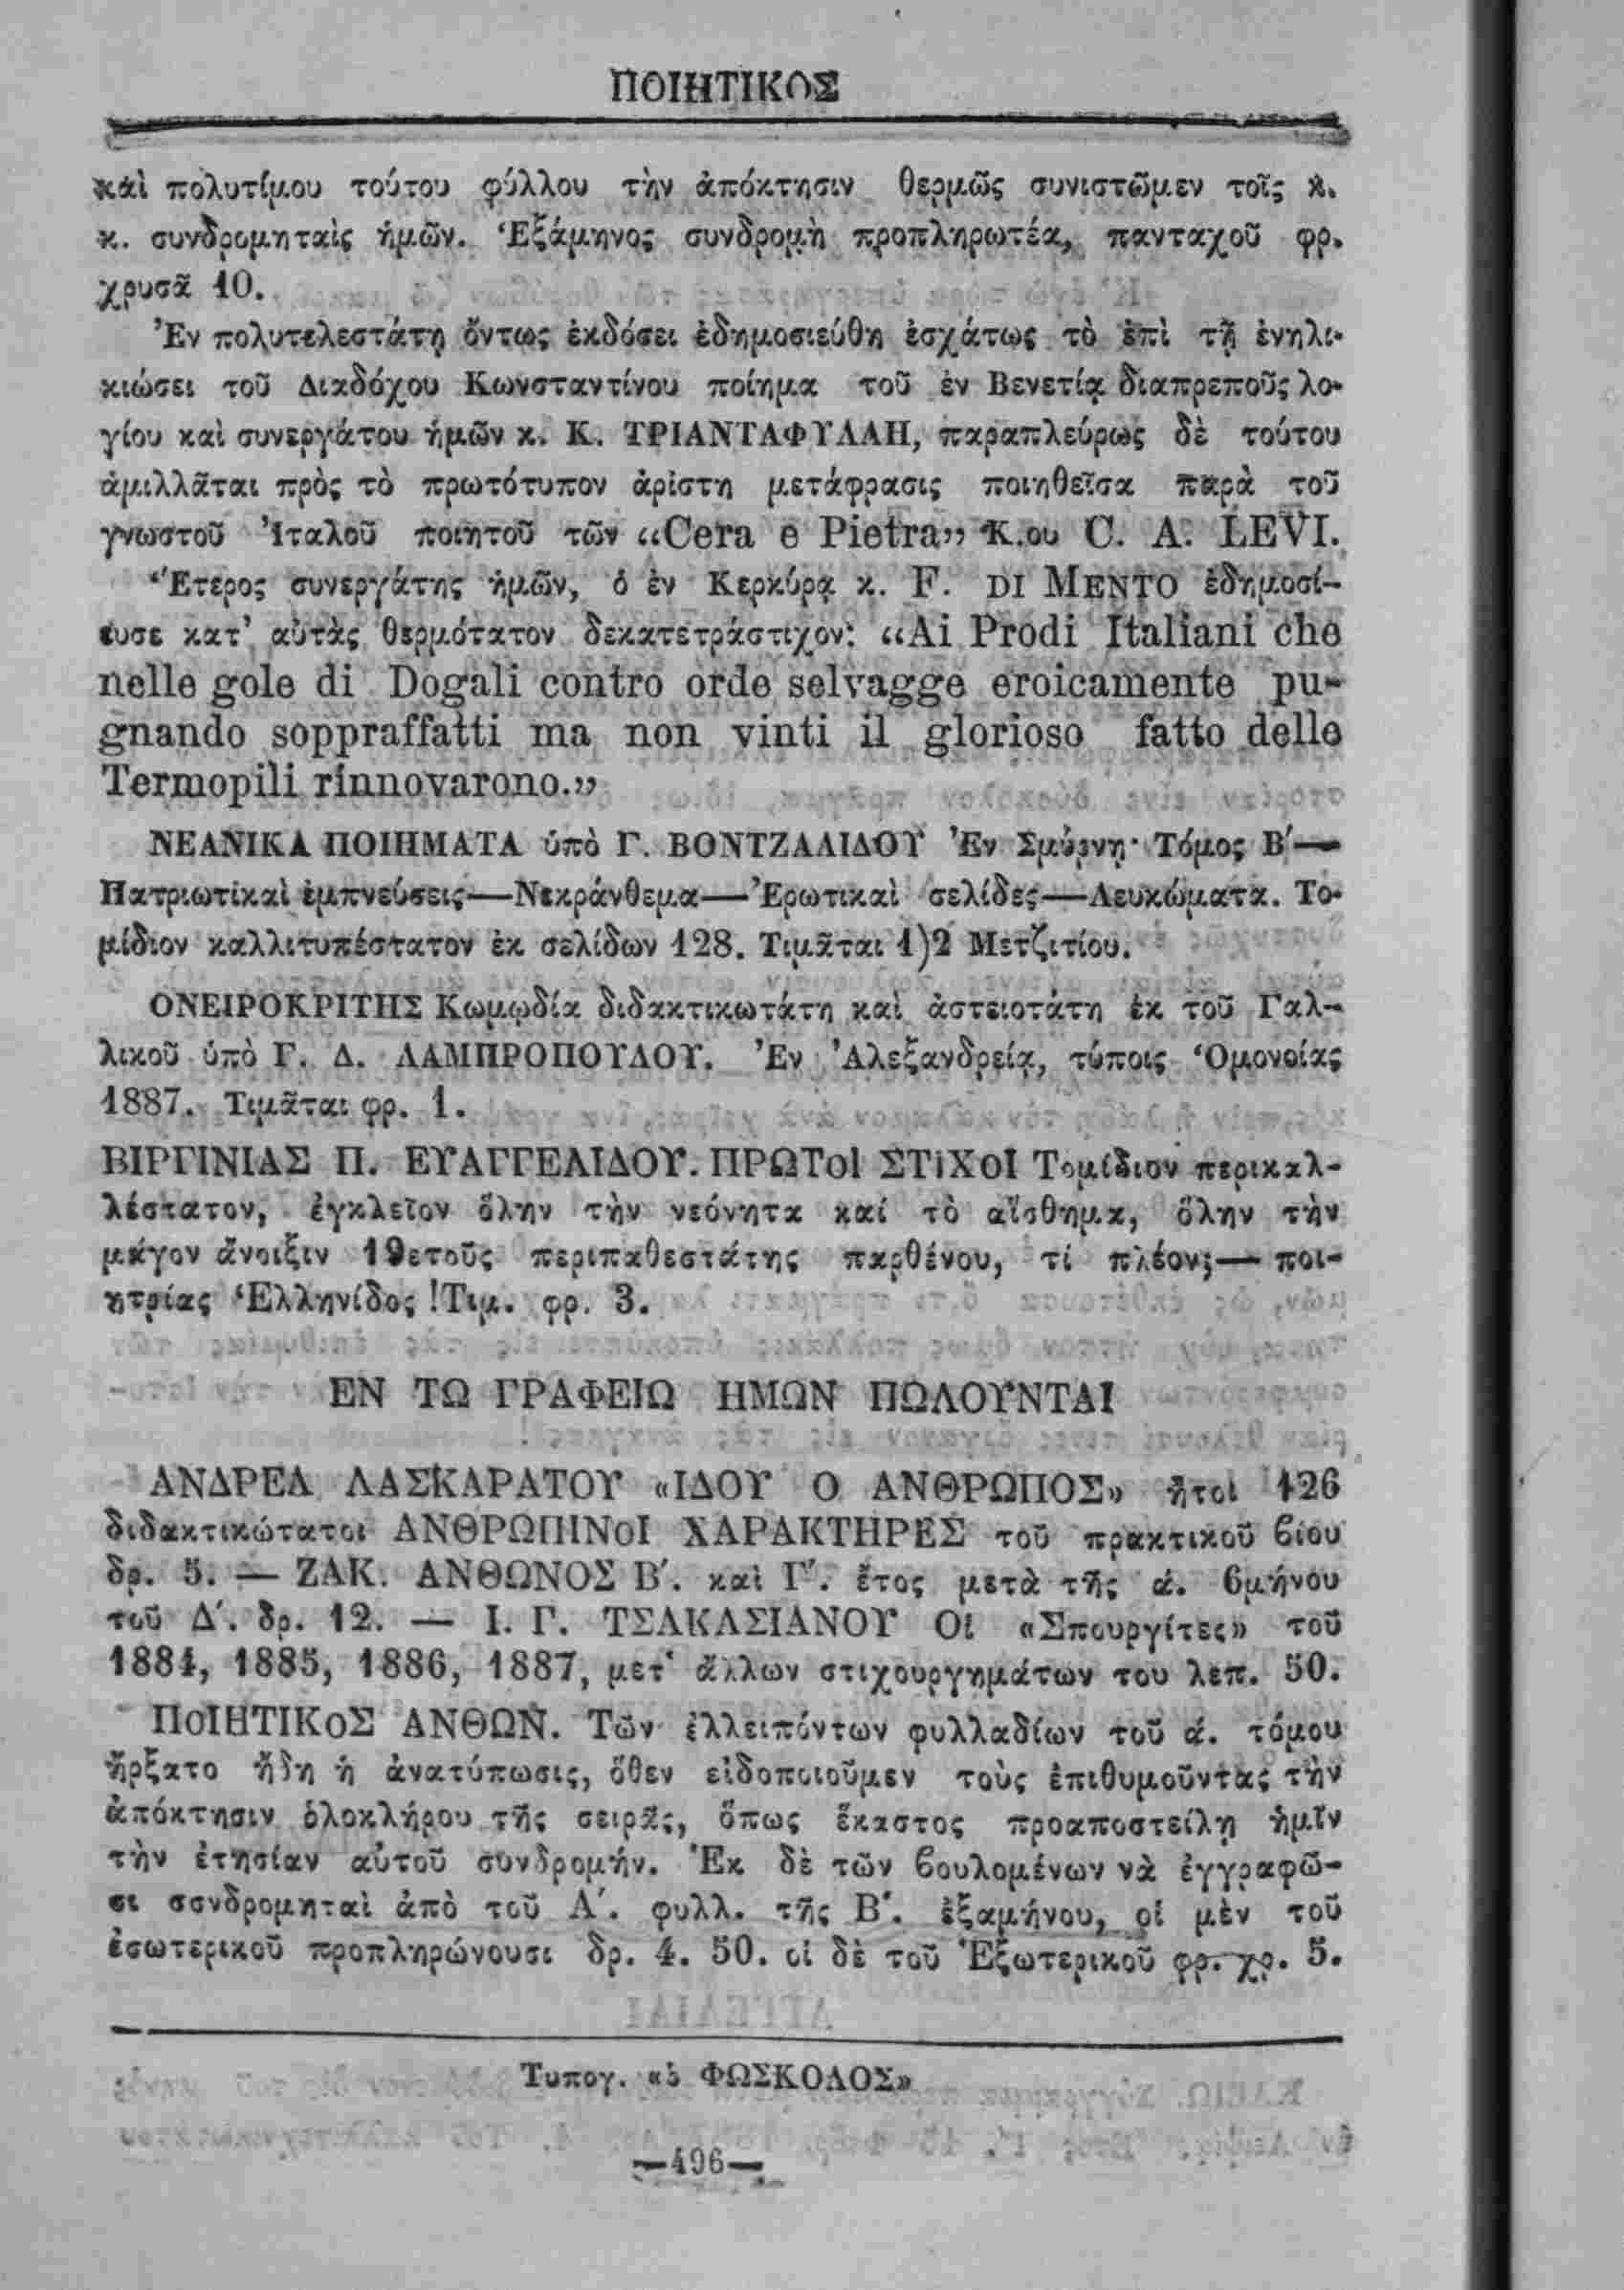 ΠΟΙΗΤΙΚΟΣ
καὶ πολυτίμου τούτου φύλλου τὴν ἀπόκτησιν θερμῶς συνιστῶμεν τοῖς κ.
κ. συνδρομηταὶς ἡμῶν. Ἑξάμηνος συνδρομὴ προπληρωτέα, πανταχοῦ φρ.
χρυσᾶ 10.
Ἐν πολυτελεστάτῃ ὄντως ἐκδόσει ἐδημοσιεύθη ἐσχάτως τὸ ἐπὶ τῇ ἐνηλι-
κιώσει τοῦ Διαδόχου Κωνσταντίνου ποίημα τοῦ ἐν Βενετίᾳ διαπρεποῦς λο-
γίου καὶ συνεργάτου ἡμῶν κ. Κ. ΤΡΙΑΝΤΑΦΥΛΛΗ, παραπλεύρως δὲ τούτου
ἁμιλλᾶται πρὸς τὸ πρωτότυπον ἀρίστη μετάφρασις ποιηθεῖσα παρὰ τοῦ
γνωστοῦ Ἰταλοῦ ποιητοῦ τῶν «Cera e Pietra» Κ.ου C. A. LEVI.
Ἕτερος συνεργάτης ἡμῶν, ὁ ἐν Κερκύρᾳ κ. F. DI MENTO ἐδημοσί-
ευσε κατ' αὐτὰς θερμότατον δεκατετράστιχον: «Ai Prodi Italiani che
nelle gole di Dogali contro orde selvagge eroicamente pu-
gnando soppraffatti ma non vinti il glorioso fatto delle
Termopili rinnovarono.»
ΝΕΑΝΙΚΑ ΠΟΙΗΜΑΤΑ ὑπὸ Γ. ΒΟΝΤΖΑΛΙΔΟΥ Ἐν Σμύρνῃ· Τόμος Β΄—
Πατριωτικαὶ ἐμπνεύσεις—Νεκράνθεμα—Ἐρωτικαὶ σελίδες—Λευκώματα. Το-
μίδιον καλλιτυπέστατον ἐκ σελίδων 128. Τιμᾶται 1)2 Μετζιτίου.
ΟΝΕΙΡΟΚΡΙΤΗΣ Κωμῳδία διδακτικωτάτη καὶ ἀστειοτάτη ἐκ τοῦ Γαλ-
λικοῦ ὑπὸ Γ. Δ. ΛΑΜΠΡΟΠΟΥΛΟΥ. Ἐν Ἀλεξανδρείᾳ, τύποις Ὁμονοίας
1887. Τιμᾶται φρ. 1.
ΒΙΡΓΙΝΙΑΣ Π. ΕΥΑΓΓΕΛΙΔΟΥ. ΠΡΩΤΟΙ ΣΤΙΧΟΙ Τομίδιον περικαλ-
λέστατον, ἐγκλεῖον ὅλην τὴν νεόνητα καί τὸ αἴσθημα, ὅλην τὴν
μάγον ἄνοιξιν 19ετοῦς περιπαθεστάτης παρθένου, τί πλέον;— ποι-
ητρίας Ἑλληνίδος! Τιμ. φρ. 3.
ΕΝ ΤΩ ΓΡΑΦΕΙΩ ΗΜΩΝ ΠΩΛΟΥΝΤΑΙ
ΑΝΔΡΕΑ ΛΑΣΚΑΡΑΤΟΥ «ΙΔΟΥ Ο ΑΝΘΡΩΠΟΣ» ἤτοι 126
διδακτικώτατοι ΑΝΘΡΩΠΙΝΟΙ ΧΑΡΑΚΤΗΡΕΣ τοῦ πρακτικοῦ βίου
δρ. 5. — ΖΑΚ. ΑΝΘΩΝΟΣ Β΄. καὶ Γ΄. ἔτος μετὰ τῆς ά. 6μήνου
τοῦ Δ΄. δρ. 12. — Ι. Γ. ΤΣΑΚΑΣΙΑΝΟΥ Οἱ «Σπουργίτες» τοῦ
1884, 1885, 1886, 1887, μετ' ἄλλων στιχουργημάτων του λεπ. 50.
ΠΟΙΗΤΙΚΟΣ ΑΝΘΩΝ. Τῶν ἐλλειπόντων φυλλαδίων τοῦ ά. τόμου
ἤρξατο ἤδη ἡ ἀνατύπωσις, ὅθεν εἰδοποιοῦμεν τοὺς ἐπιθυμοῦντας τὴν
ἀπόκτησιν ὁλοκλήρου τῆς σειρᾶς, ὅπως ἕκαστος προαποστείλῃ ἡμῖν
τὴν ἐτησίαν αὐτοῦ συνδρομήν. Ἐκ δὲ τῶν βουλομένων νὰ ἐγγραφῶ-
σι σονδρομηταὶ ἀπὸ τοῦ Α΄. φυλλ. τῆς Β΄. ἑξαμήνου, οἱ μὲν τοῦ
ἐσωτερικοῦ προπληρώνουσι δρ. 4. 50. οἱ δὲ τοῦ Ἐξωτερικοῦ φρ. χρ. 5.
Τυπογ. «ὁ ΦΩΣΚΟΛΟΣ»
—496—